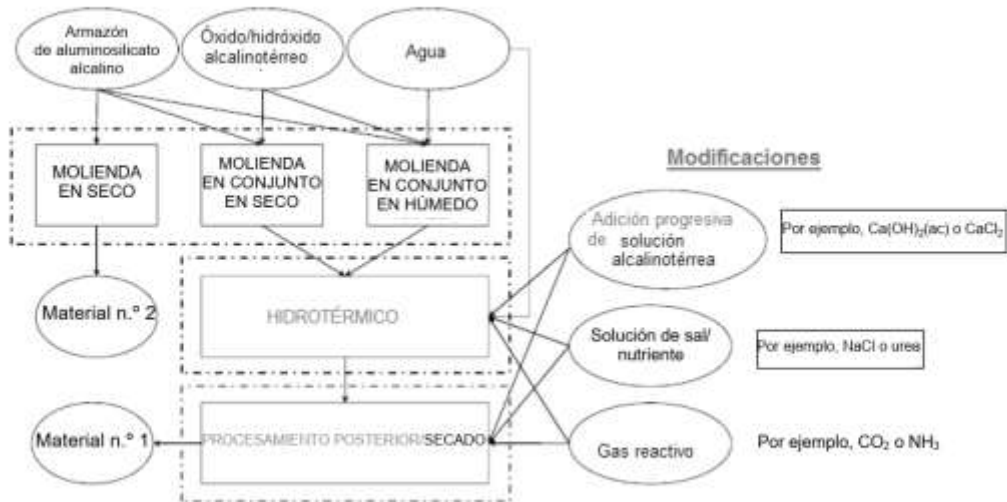 Armazón
de aluminosilicato
alcalino
Óxido/hidróxido
alcalinotérreo
Agua
MOLIENDA
EN SECO
MOLIENDA
EN CONJUNTO
EN SECO
MOLIENDA
EN CONJUNTO
EN HÚMEDO
Modificaciones
Adición progresiva
de solución
alcalinotérrea
Por ejemplo, Ca(OH)₂(ac) o CaCl₂
Material n.º 2
HIDROTÉRMICO
Solución de sal/
nutriente
Por ejemplo, NaCl o urea
Material n.º 1
PROCESAMIENTO POSTERIOR/SECADO
Gas reactivo
Por ejemplo, CO₂ o NH₃